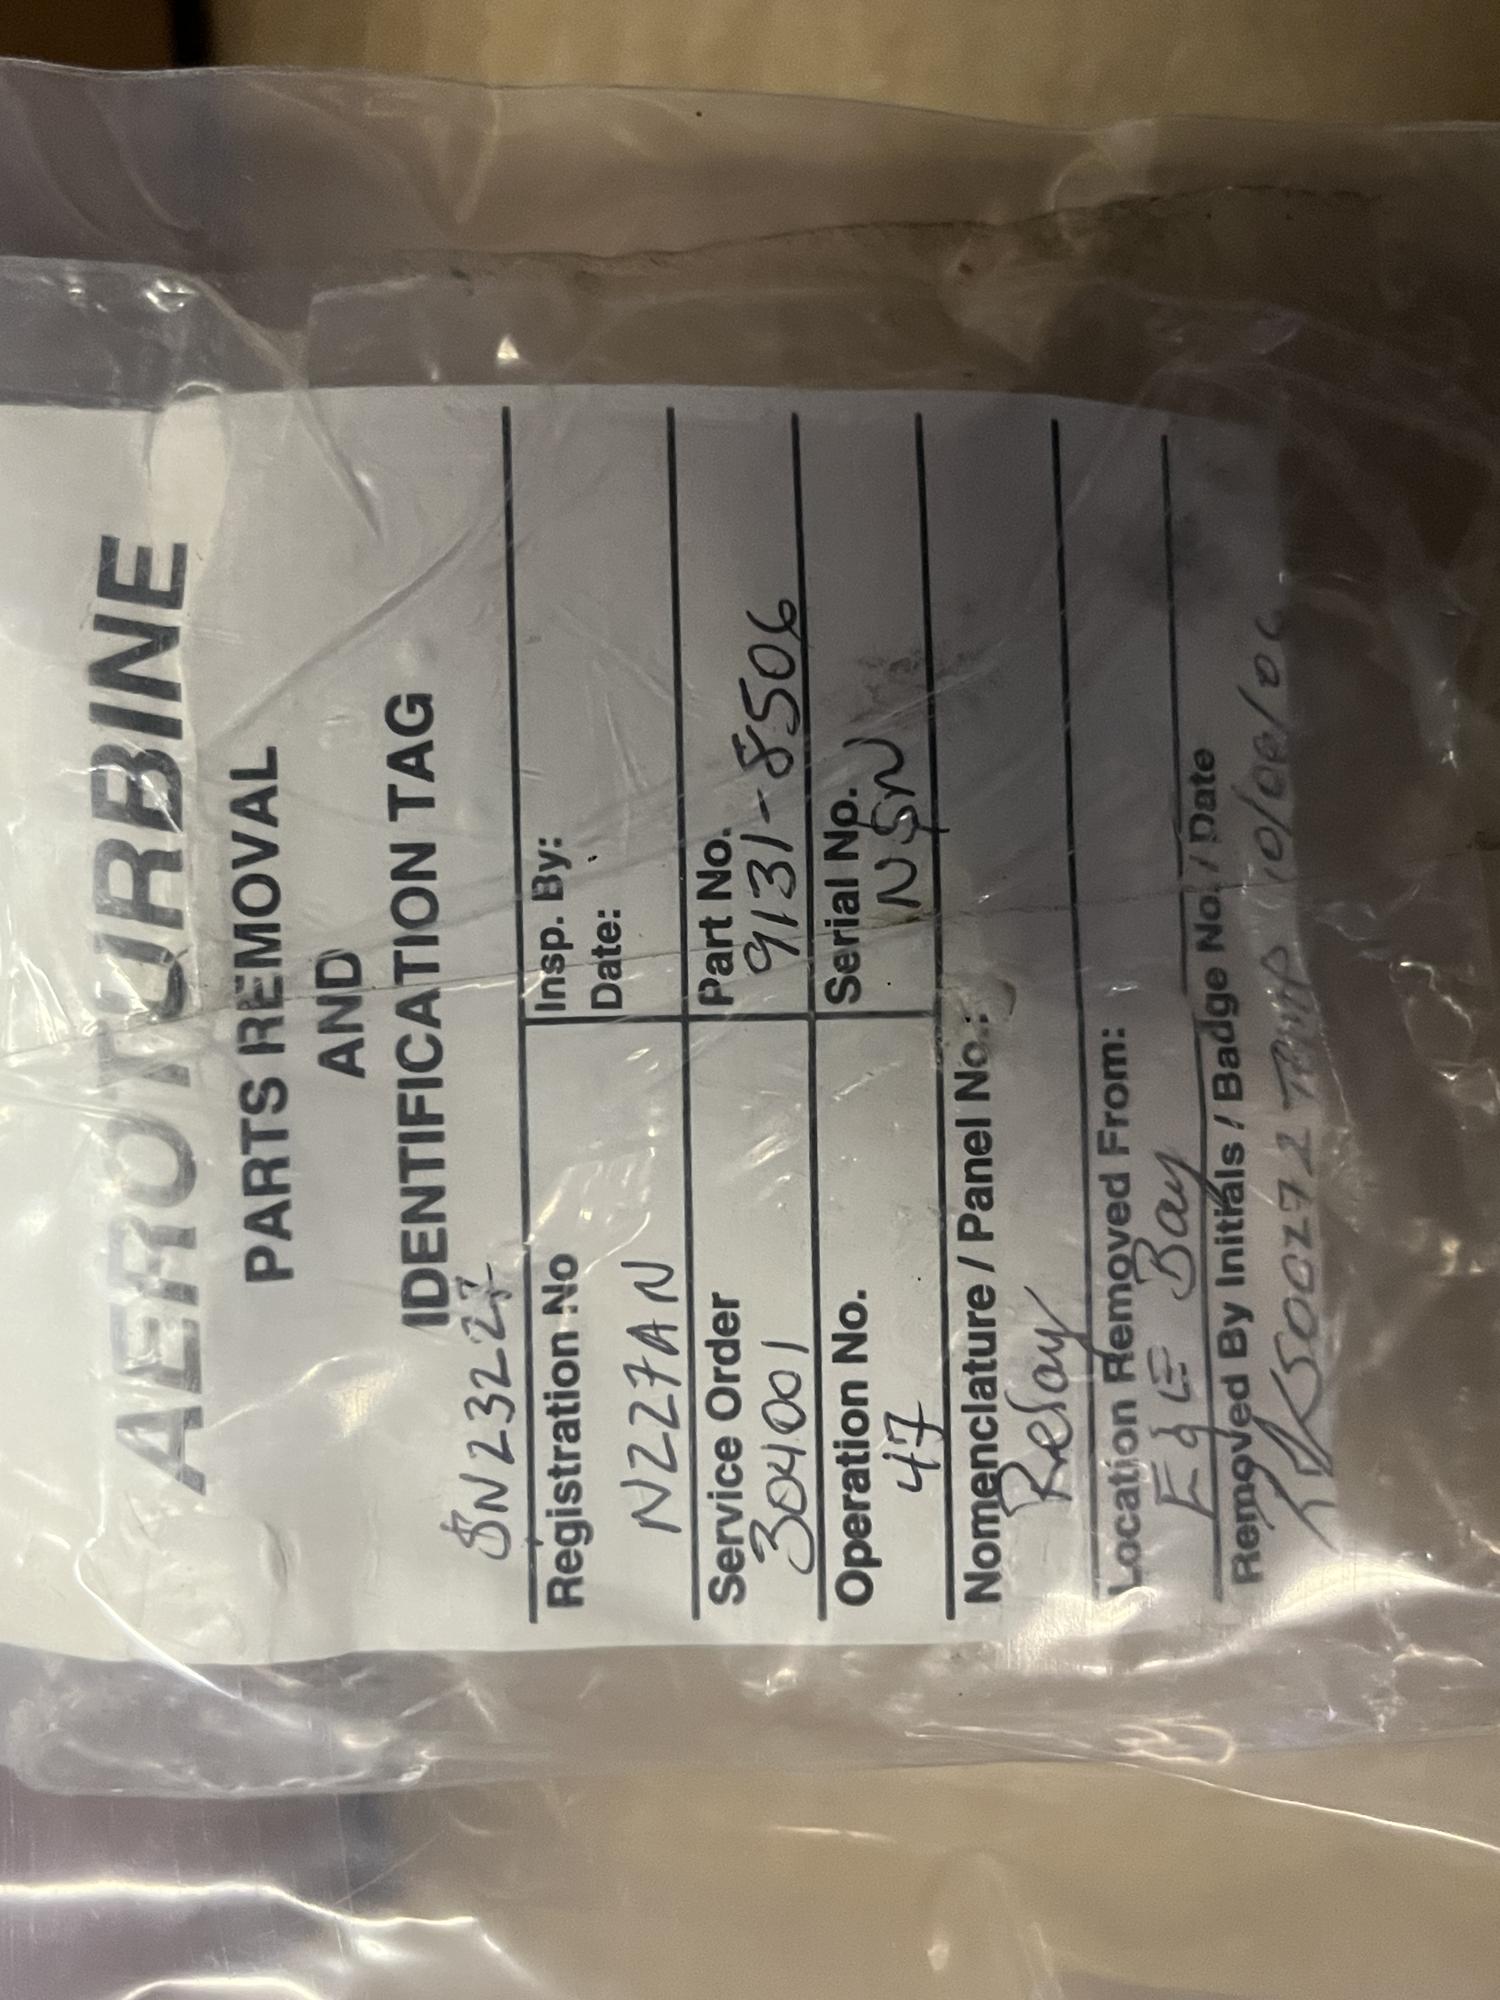 AEROTURBINE
PARTS REMOVAL
AND
IDENTIFICATION TAG
SN23227
Registration No
N227AN
Insp. By:
Date:
Service Order
304001
Part No.
9131-8506
Operation No.
47
Serial No.
NSN
Nomenclature / Panel No.:
Relay
Location Removed From:
E&E Bay
Removed By Initials / Badge No. / Date